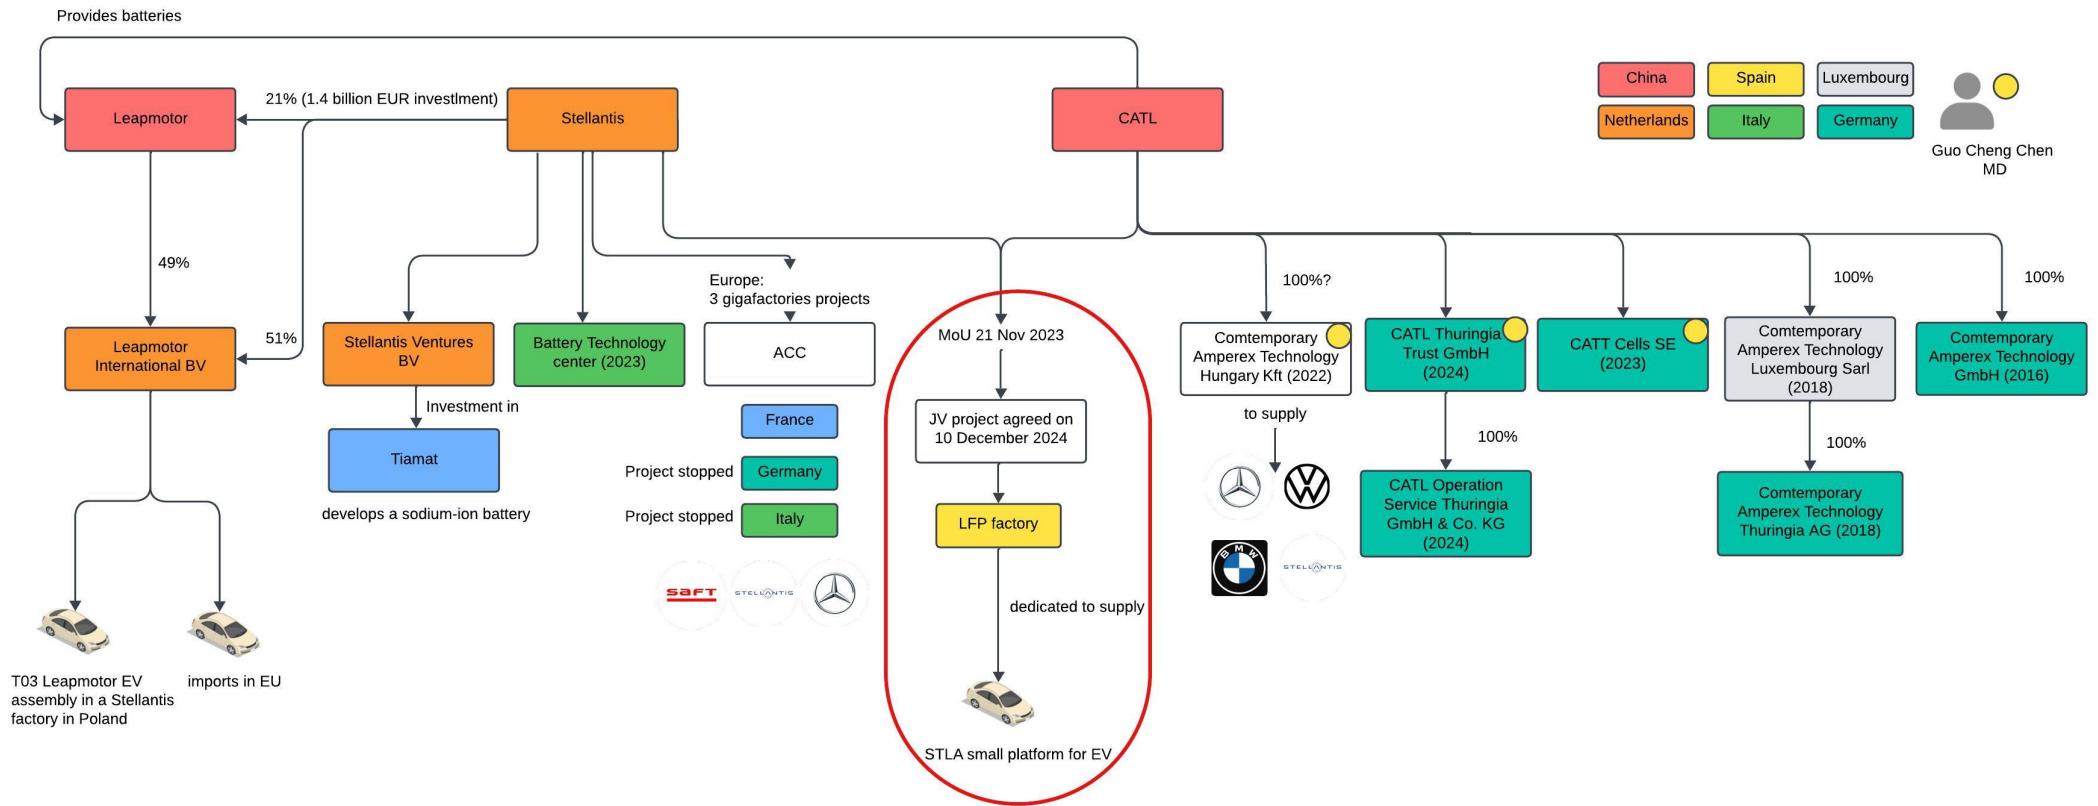 Provides batteries
Leapmotor
21% (1.4 billion EUR investlment)
Stellantis
CATL
China
Spain
Luxembourg
Netherlands
Italy
Germany
Guo Cheng Chen
MD
49%
51%
Leapmotor
International BV
Stellantis Ventures
BV
Investment in
Tiamat
develops a sodium-ion battery
Battery Technology
center (2023)
Europe:
3 gigafactories projects
ACC
France
Project stopped
Germany
Project stopped
Italy
SAFT
STELLANTIS
MoU 21 Nov 2023
JV project agreed on
10 December 2024
LFP factory
dedicated to supply
STLA small platform for EV
100%?
Comtemporary
Amperex Technology
Hungary Kft (2022)
to supply
BMW
STELLANTIS
CATL Thuringia
Trust GmbH
(2024)
100%
CATL Operation
Service Thuringia
GmbH & Co. KG
(2024)
CATT Cells SE
(2023)
100%
Comtemporary
Amperex Technology
Luxembourg Sarl
(2018)
100%
Comtemporary
Amperex Technology
Thuringia AG (2018)
100%
Comtemporary
Amperex Technology
GmbH (2016)
T03 Leapmotor EV
assembly in a Stellantis
factory in Poland
imports in EU